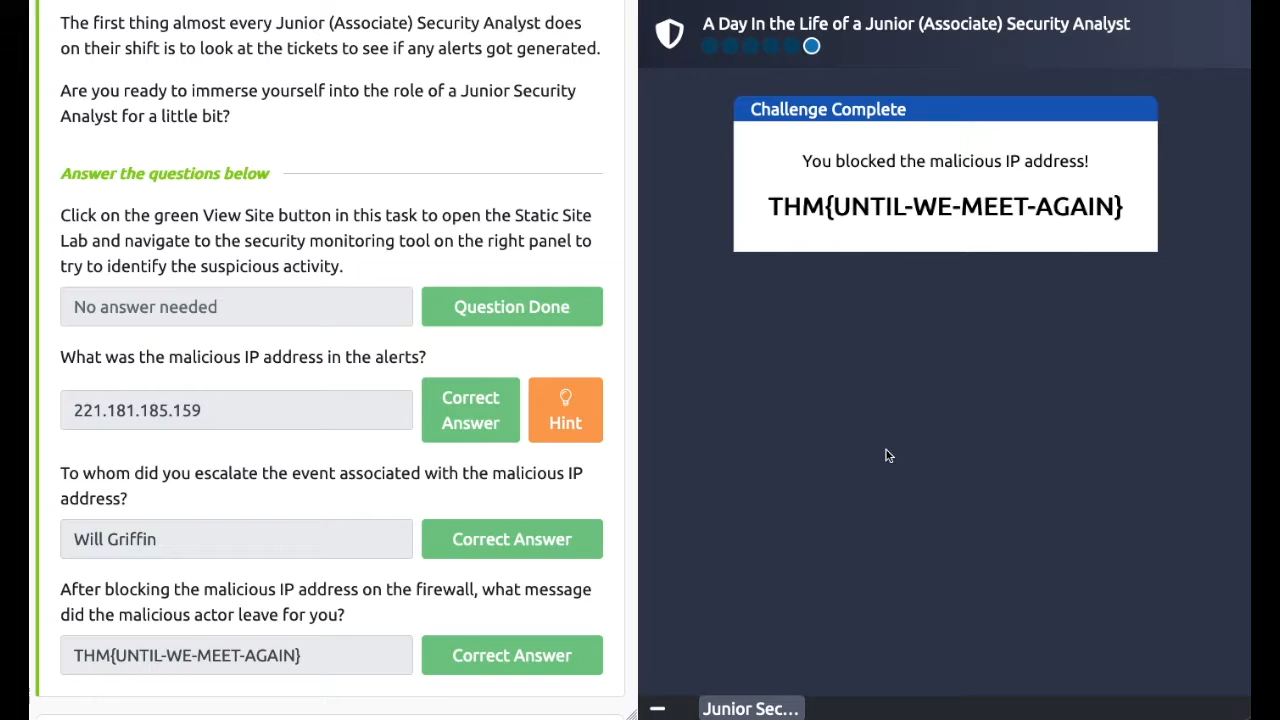 The first thing almost every Junior (Associate) Security Analyst does
on their shift is to look at the tickets to see if any alerts got generated.
Are you ready to immerse yourself into the role of a Junior Security
Analyst for a little bit?
Answer the questions below
Click on the green View Site button in this task to open the Static Site
Lab and navigate to the security monitoring tool on the right panel to
try to identify the suspicious activity.
No answer needed
Question Done
What was the malicious IP address in the alerts?
221.181.185.159
Correct
Answer
Hint
To whom did you escalate the event associated with the malicious IP
address?
Will Griffin
Correct Answer
After blocking the malicious IP address on the firewall, what message
did the malicious actor leave for you?
THM{UNTIL-WE-MEET-AGAIN}
Correct Answer
A Day In the Life of a Junior (Associate) Security Analyst
Challenge Complete
You blocked the malicious IP address!
THM{UNTIL-WE-MEET-AGAIN}
Junior Sec...